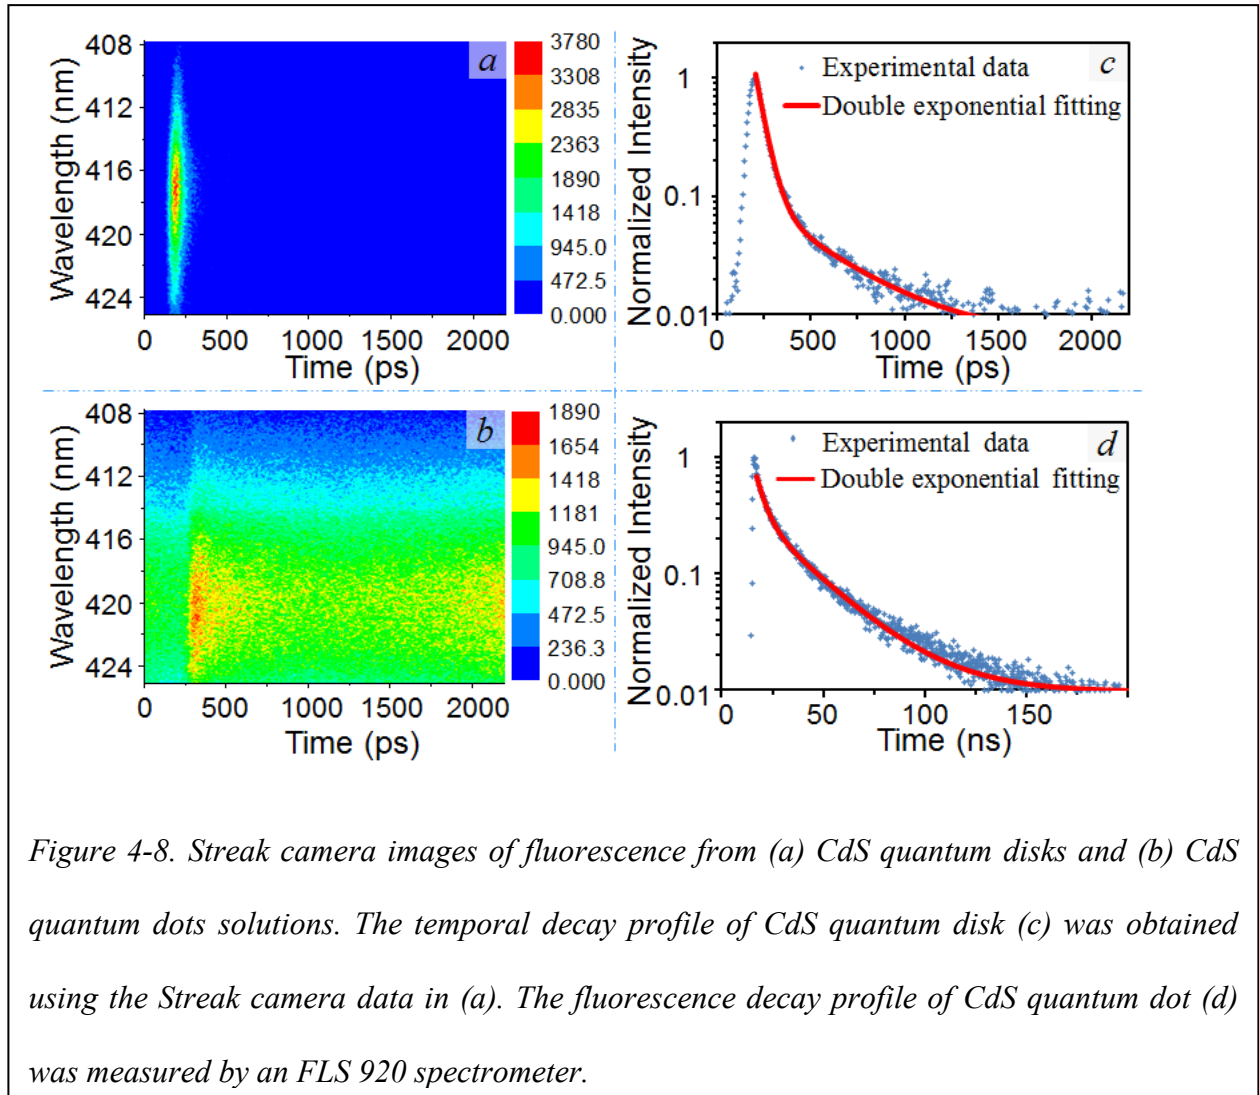 a
408
412
416
420
424
Wavelength (nm)
0 500 1000 1500 2000
Time (ps)
3780
3308
2835
2363
1890
1418
945.0
472.5
0.000
c
Experimental data
Double exponential fitting
1
0.1
0.01
Normalized Intensity
0 500 1000 1500 2000
Time (ps)
b
408
412
416
420
424
Wavelength (nm)
0 500 1000 1500 2000
Time (ps)
1890
1654
1418
1181
945.0
708.8
472.5
236.3
0.000
d
Experimental data
Double exponential fitting
1
0.1
0.01
Normalized Intensity
0 50 100 150
Time (ns)
Figure 4-8. Streak camera images of fluorescence from (a) CdS quantum disks and (b) CdS
quantum dots solutions. The temporal decay profile of CdS quantum disk (c) was obtained
using the Streak camera data in (a). The fluorescence decay profile of CdS quantum dot (d)
was measured by an FLS 920 spectrometer.